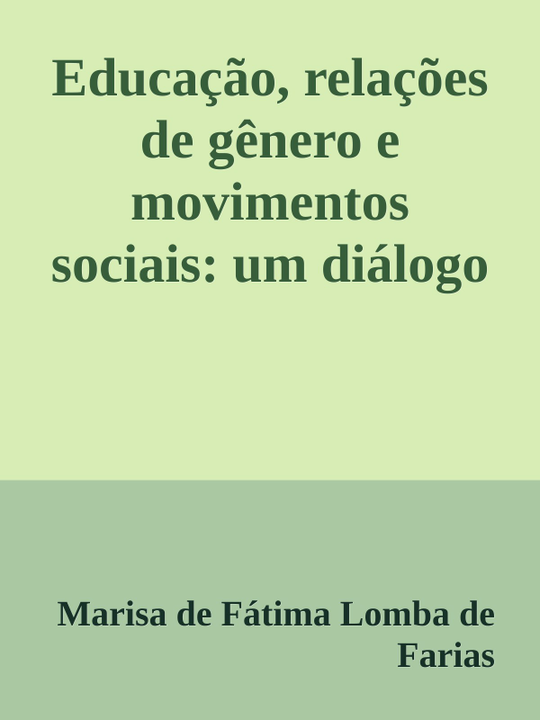 Educação, relações
de gênero e
movimentos
sociais: um diálogo
Marisa de Fátima Lomba de
Farias